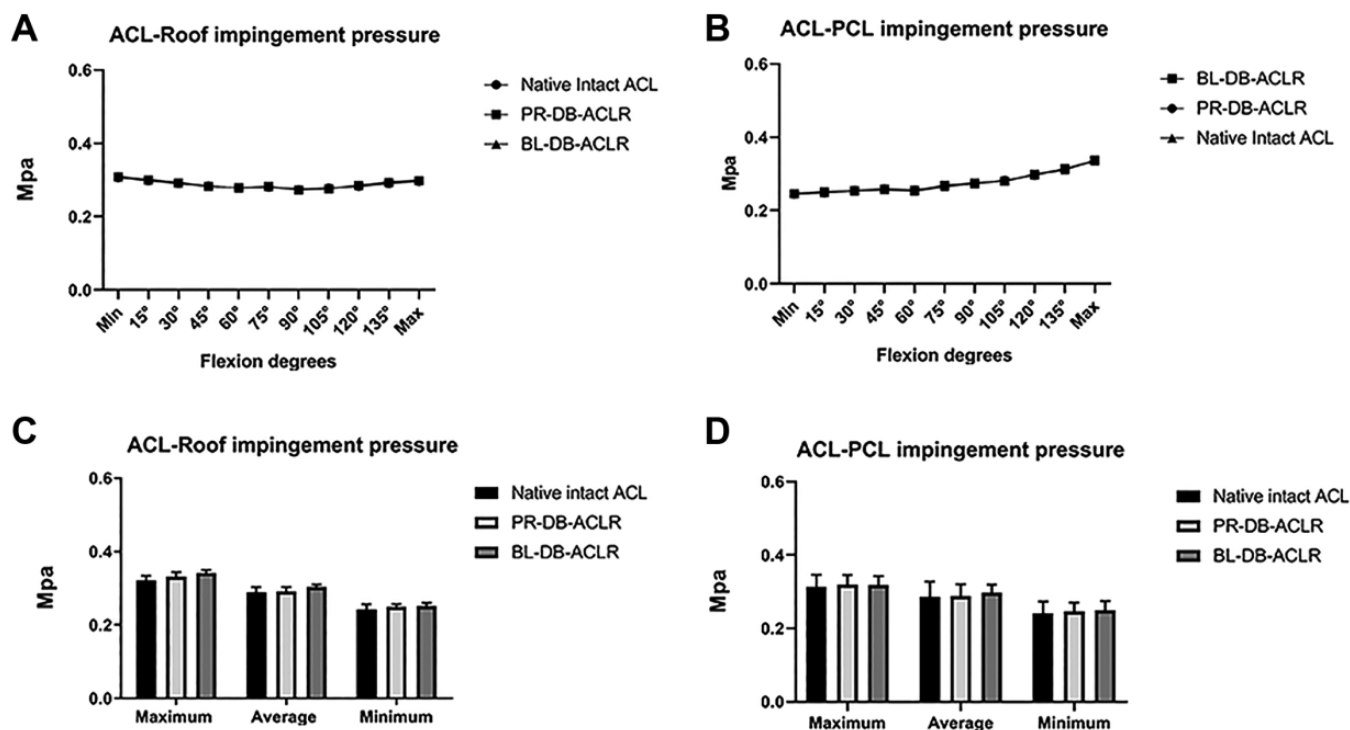 A
ACL-Roof impingement pressure
Mpa
0.6
0.4
0.2
0.0
Min
15°
30°
45°
60°
75°
90°
105°
120°
135°
Max
Flexion degrees
Native Intact ACL
PR-DB-ACLR
BL-DB-ACLR
B
ACL-PCL impingement pressure
Mpa
0.6
0.4
0.2
0.0
Min
15°
30°
45°
60°
75°
90°
105°
120°
135°
Max
Flexion degrees
BL-DB-ACLR
PR-DB-ACLR
Native Intact ACL
C
ACL-Roof impingement pressure
Mpa
0.6
0.4
0.2
0.0
Maximum
Average
Minimum
Native intact ACL
PR-DB-ACLR
BL-DB-ACLR
D
ACL-PCL impingement pressure
Mpa
0.6
0.4
0.2
0.0
Maximum
Average
Minimum
Native intact ACL
PR-DB-ACLR
BL-DB-ACLR